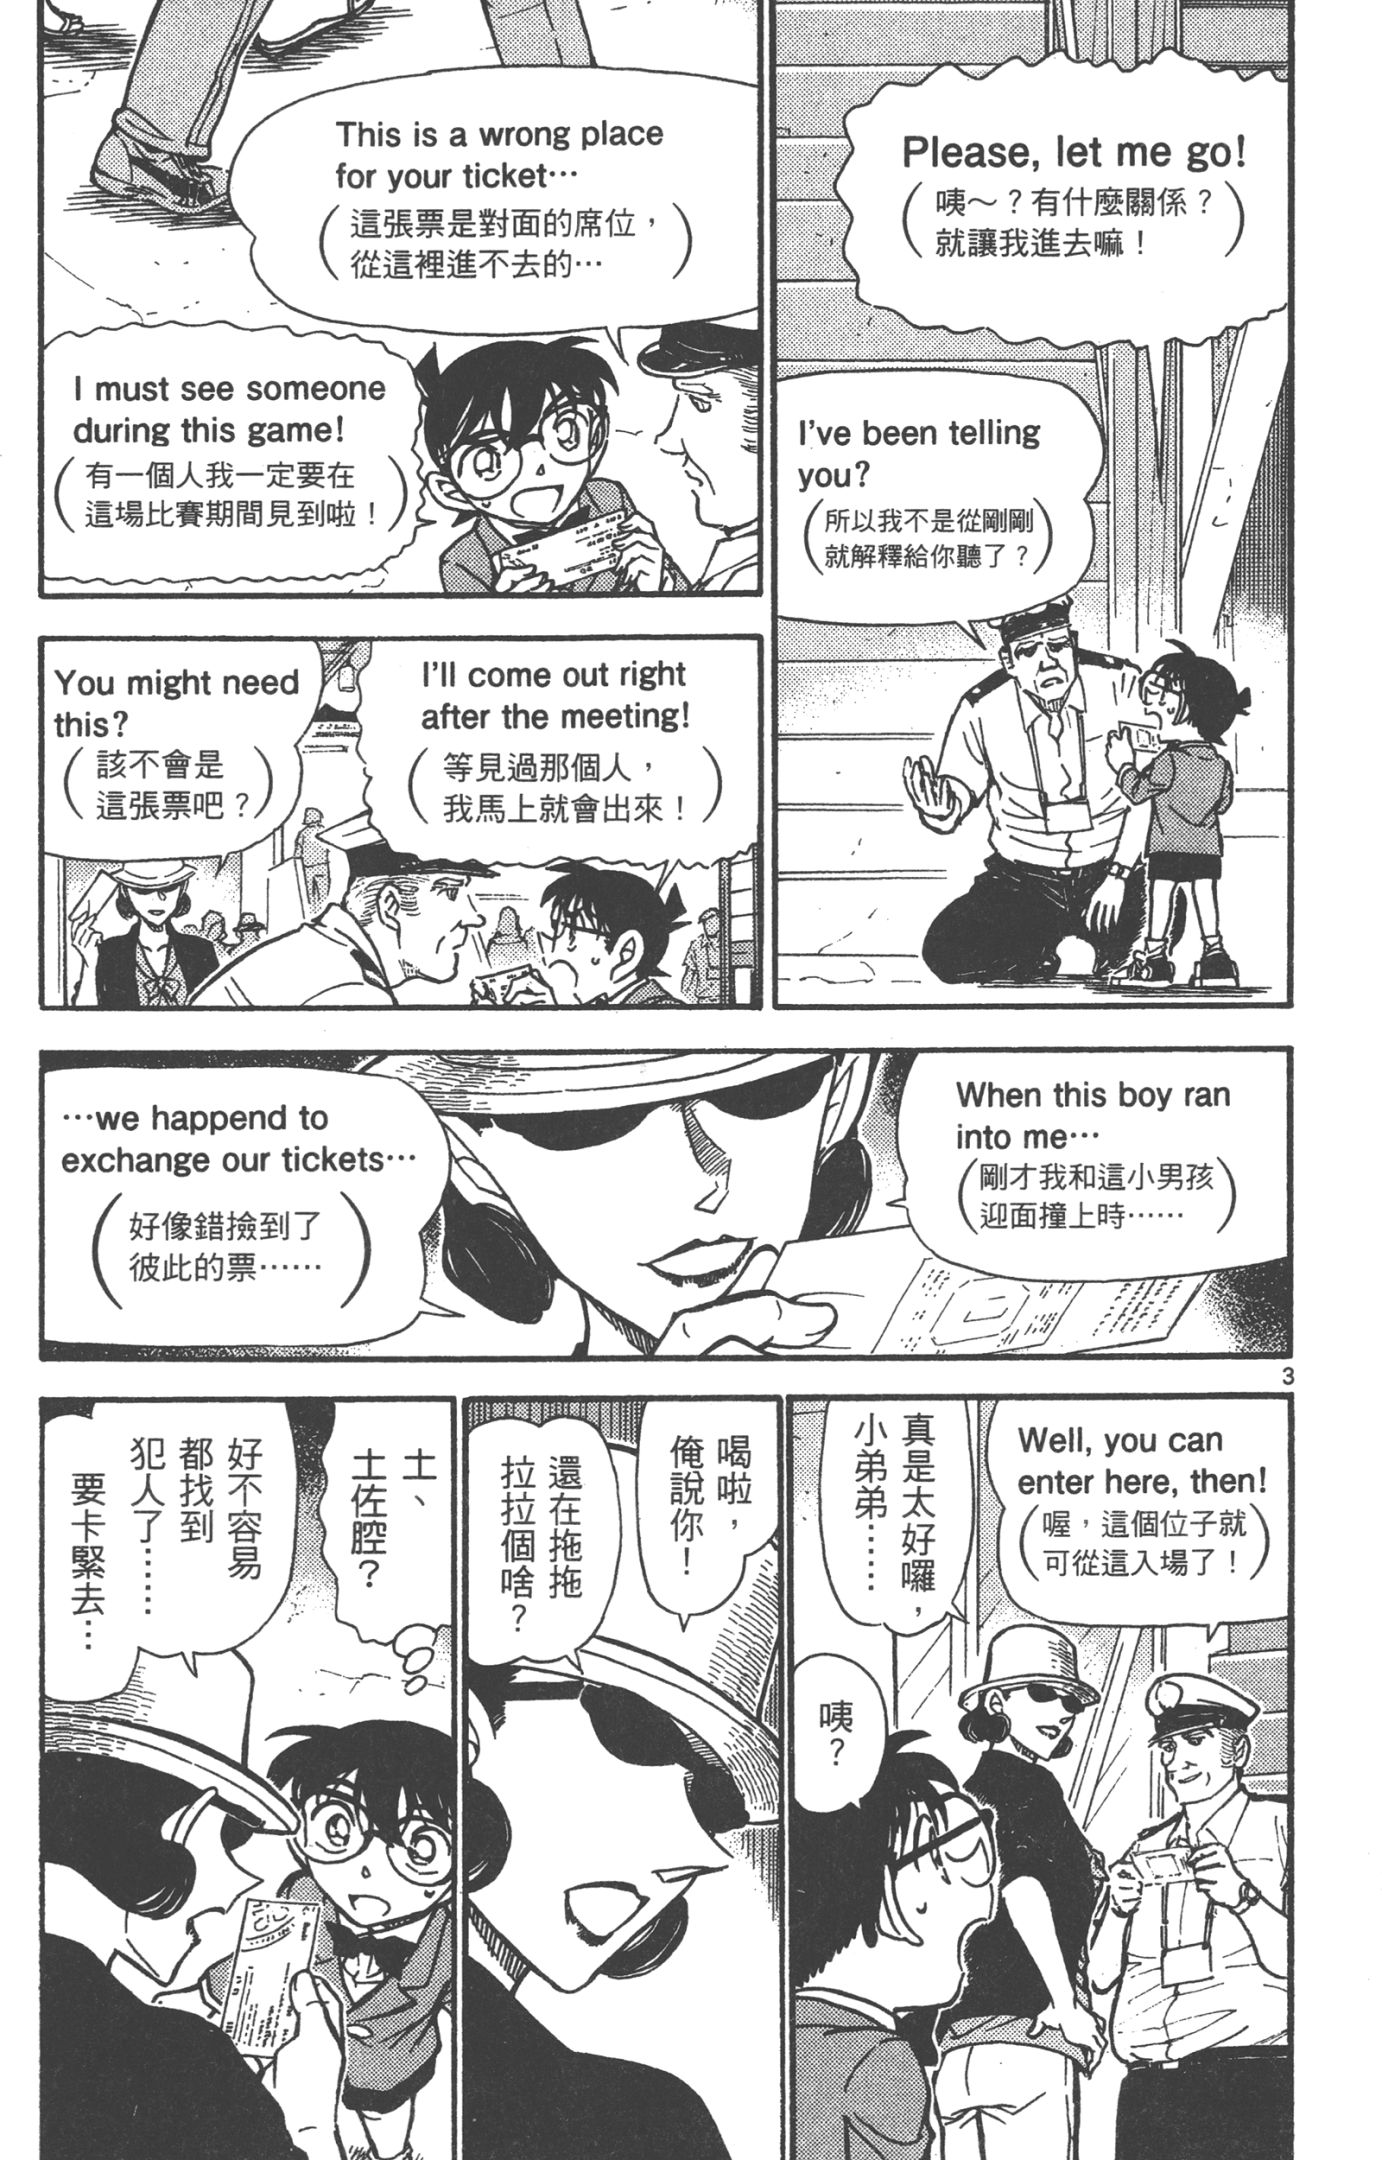 Please, let me go!
(咦～？有什麼關係？
就讓我進去嘛！)
I've been telling
you?
(所以我不是從剛剛
就解釋給你聽了？)
This is a wrong place
for your ticket…
(這張票是對面的席位，
從這裡進不去的…)
I must see someone
during this game!
(有一個人我一定要在
這場比賽期間見到啦！)
I'll come out right
after the meeting!
(等見過那個人，
我馬上就會出來！)
You might need
this?
(該不會是
這張票吧？)
When this boy ran
into me…
(剛才我和這小男孩
迎面撞上時……)
…we happend to
exchange our tickets…
(好像錯撿到了
彼此的票……)
3
Well, you can
enter here, then!
(喔，這個位子就
可從這入場了！)
真是太好囉，
小弟弟……
咦？
喝啦，
俺說你！
還在拖拖
拉拉個啥？
土、
土佐腔？
好不容易
都找到
犯人了……
要卡緊去…